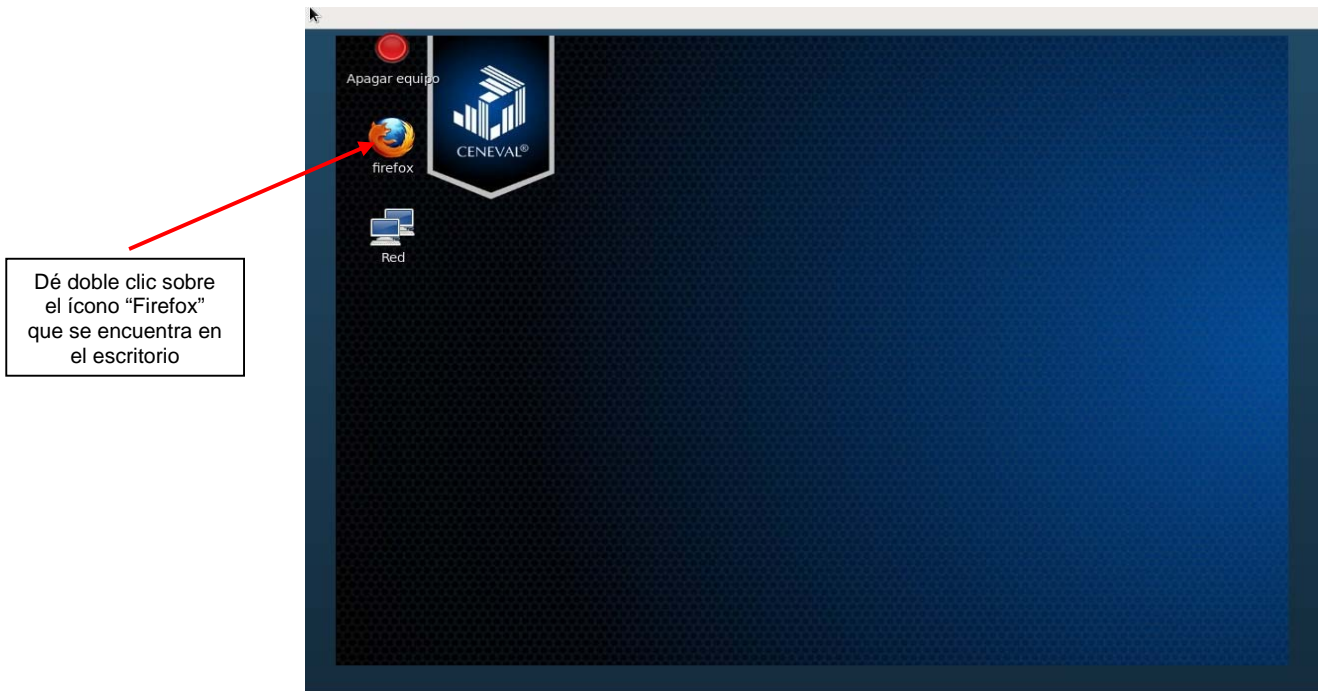 Apagar equipo
CENEVAL®
firefox
Red
Dé doble clic sobre
el ícono “Firefox”
que se encuentra en
el escritorio